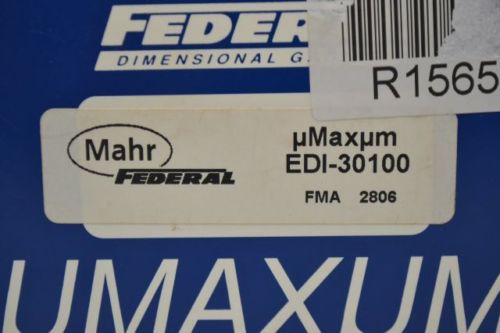 FEDER
DIMENSIONAL G
R1565
Mahr
FEDERAL
µMaxµm
EDI-30100
FMA 2806
UMAXUM